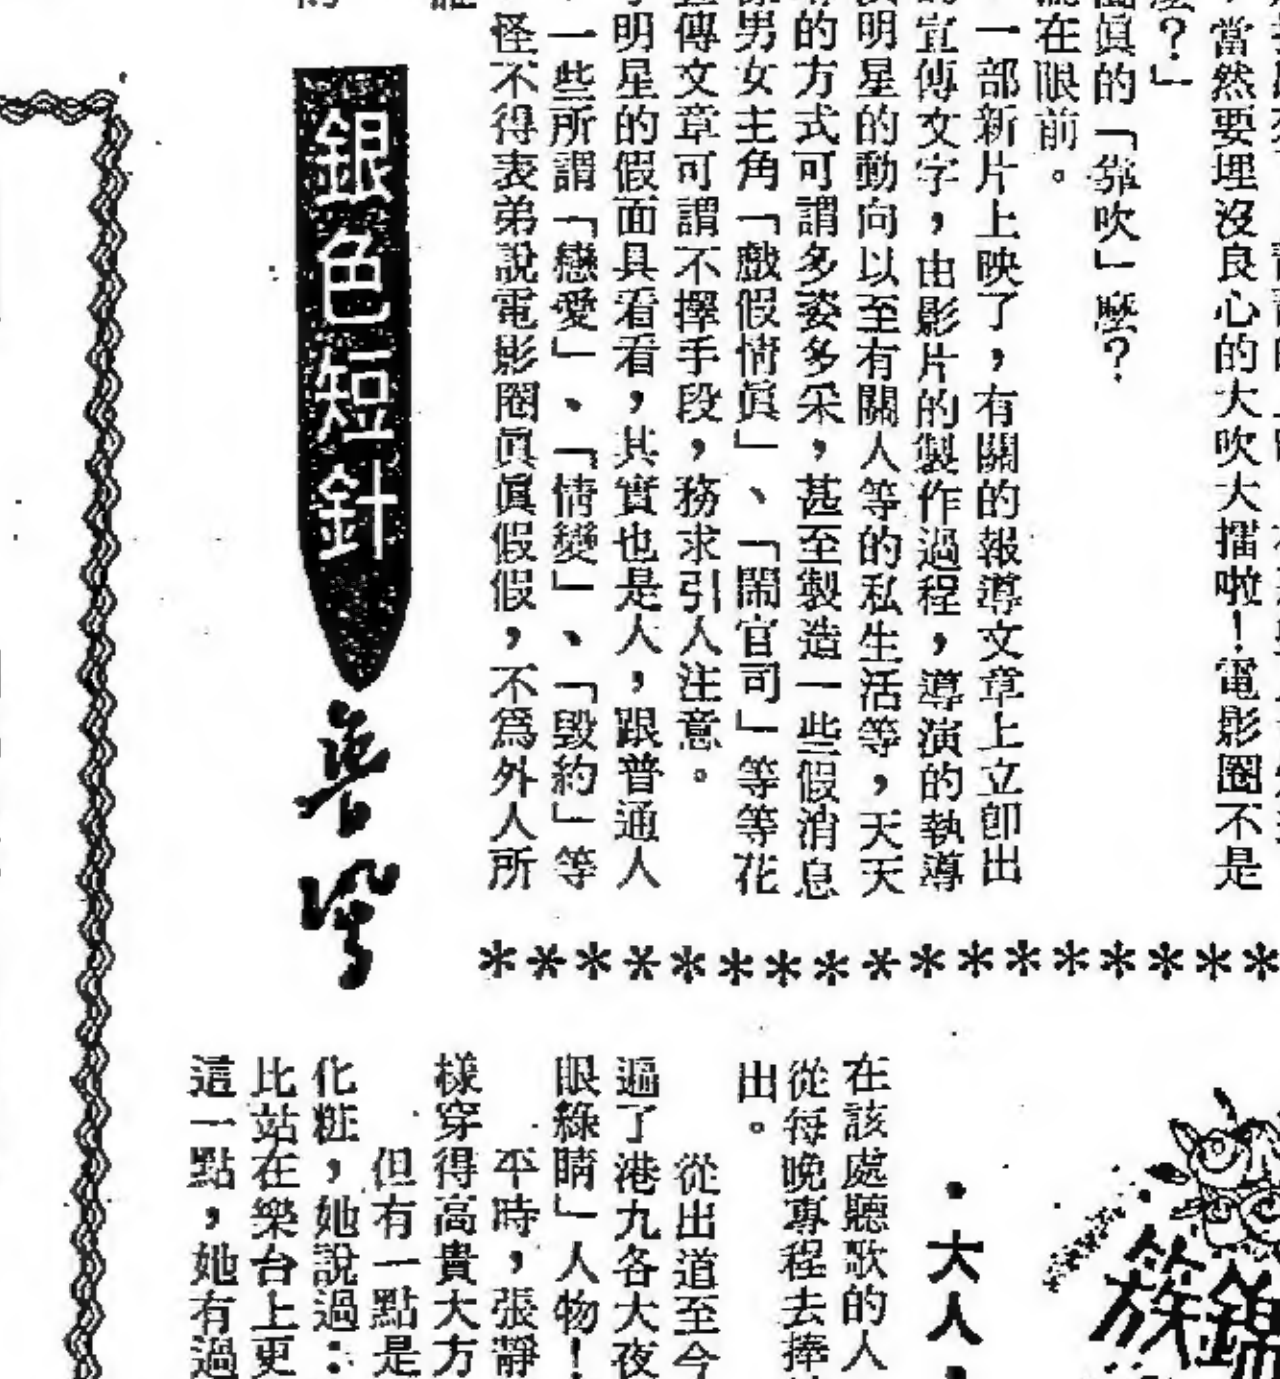 ，當然要埋沒良心的大吹大擂啦！電影圈不是
麼？」
圈眞的「靠吹」麼？
在眼前。
一部新片上映了，有關的報導文章上立卽出
的宣傳文字，由影片的製作過程，導演的執導
明星的動向以至有關人等的私生活等，天天
的方式可謂多姿多采，甚至製造一些假消息
男女主角「戲假情眞」、「鬧官司」等等花
傳文章可謂不擇手段，務求引人注意。
明星的假面具看看，其實也是人，跟普通人
一些所謂「戀愛」、「情變」、「毀約」等
怪不得表弟說電影圈眞眞假假，不爲外人所
銀色短針
簇錦
・大人・
在該處聽歌的人
從每晚專程去捧
出。
從出道至今
遍了港九各大夜
眼綠睛」人物！
平時，張靜
樣穿得高貴大方
但有一點是
化粧，她說過：
比站在樂台上更
這一點，她有過